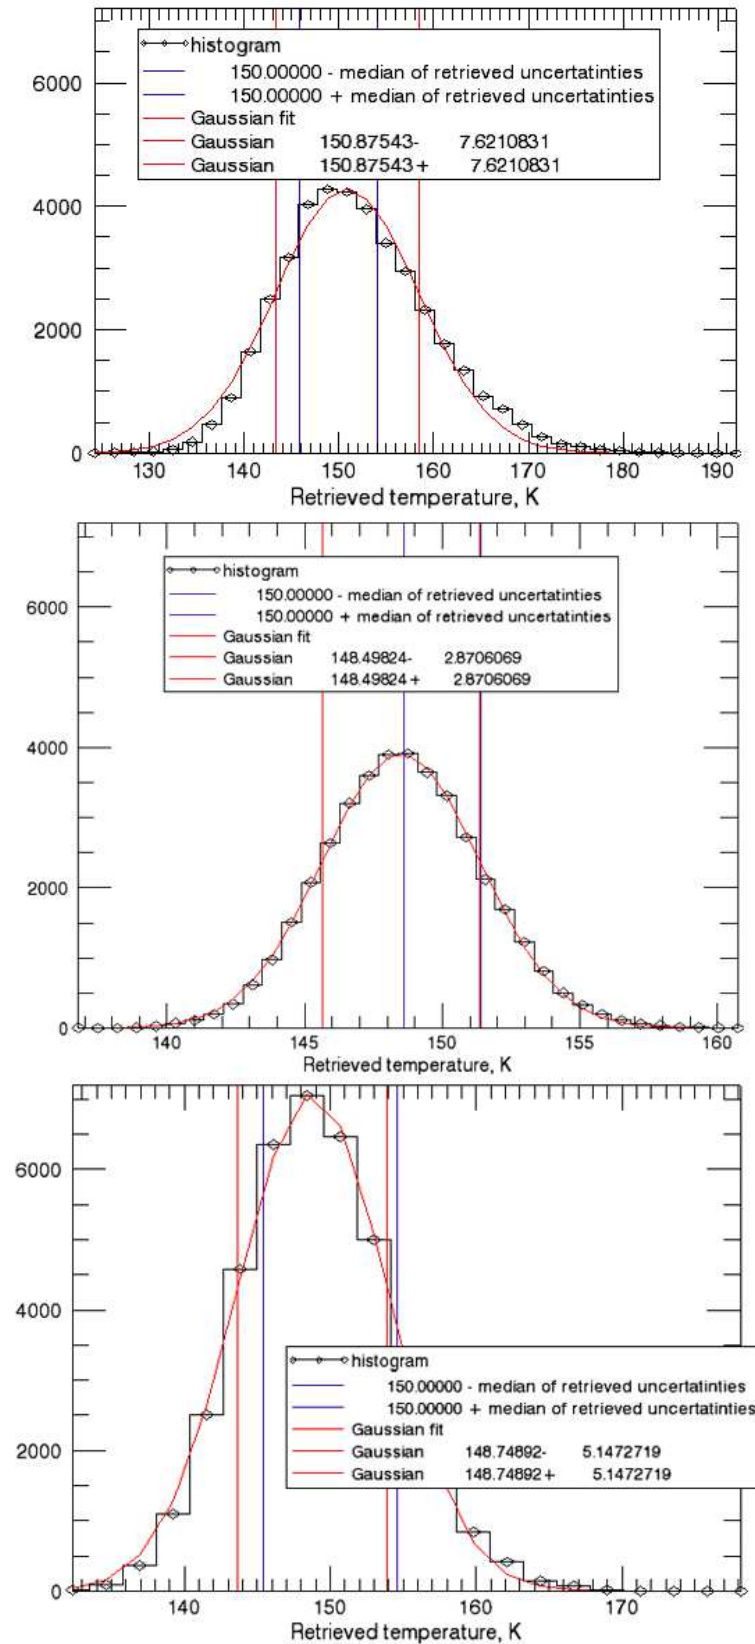 histogram
150.00000 - median of retrieved uncertatinties
150.00000 + median of retrieved uncertatinties
Gaussian fit
Gaussian 150.87543- 7.6210831
Gaussian 150.87543+ 7.6210831
6000
4000
2000
0
130 140 150 160 170 180 190
Retrieved temperature, K
histogram
150.00000 - median of retrieved uncertatinties
150.00000 + median of retrieved uncertatinties
Gaussian fit
Gaussian 148.49824- 2.8706069
Gaussian 148.49824+ 2.8706069
6000
4000
2000
0
140 145 150 155 160
Retrieved temperature, K
6000
4000
histogram
150.00000 - median of retrieved uncertatinties
150.00000 + median of retrieved uncertatinties
Gaussian fit
Gaussian 148.74892- 5.1472719
Gaussian 148.74892+ 5.1472719
2000
0
140 150 160 170
Retrieved temperature, K